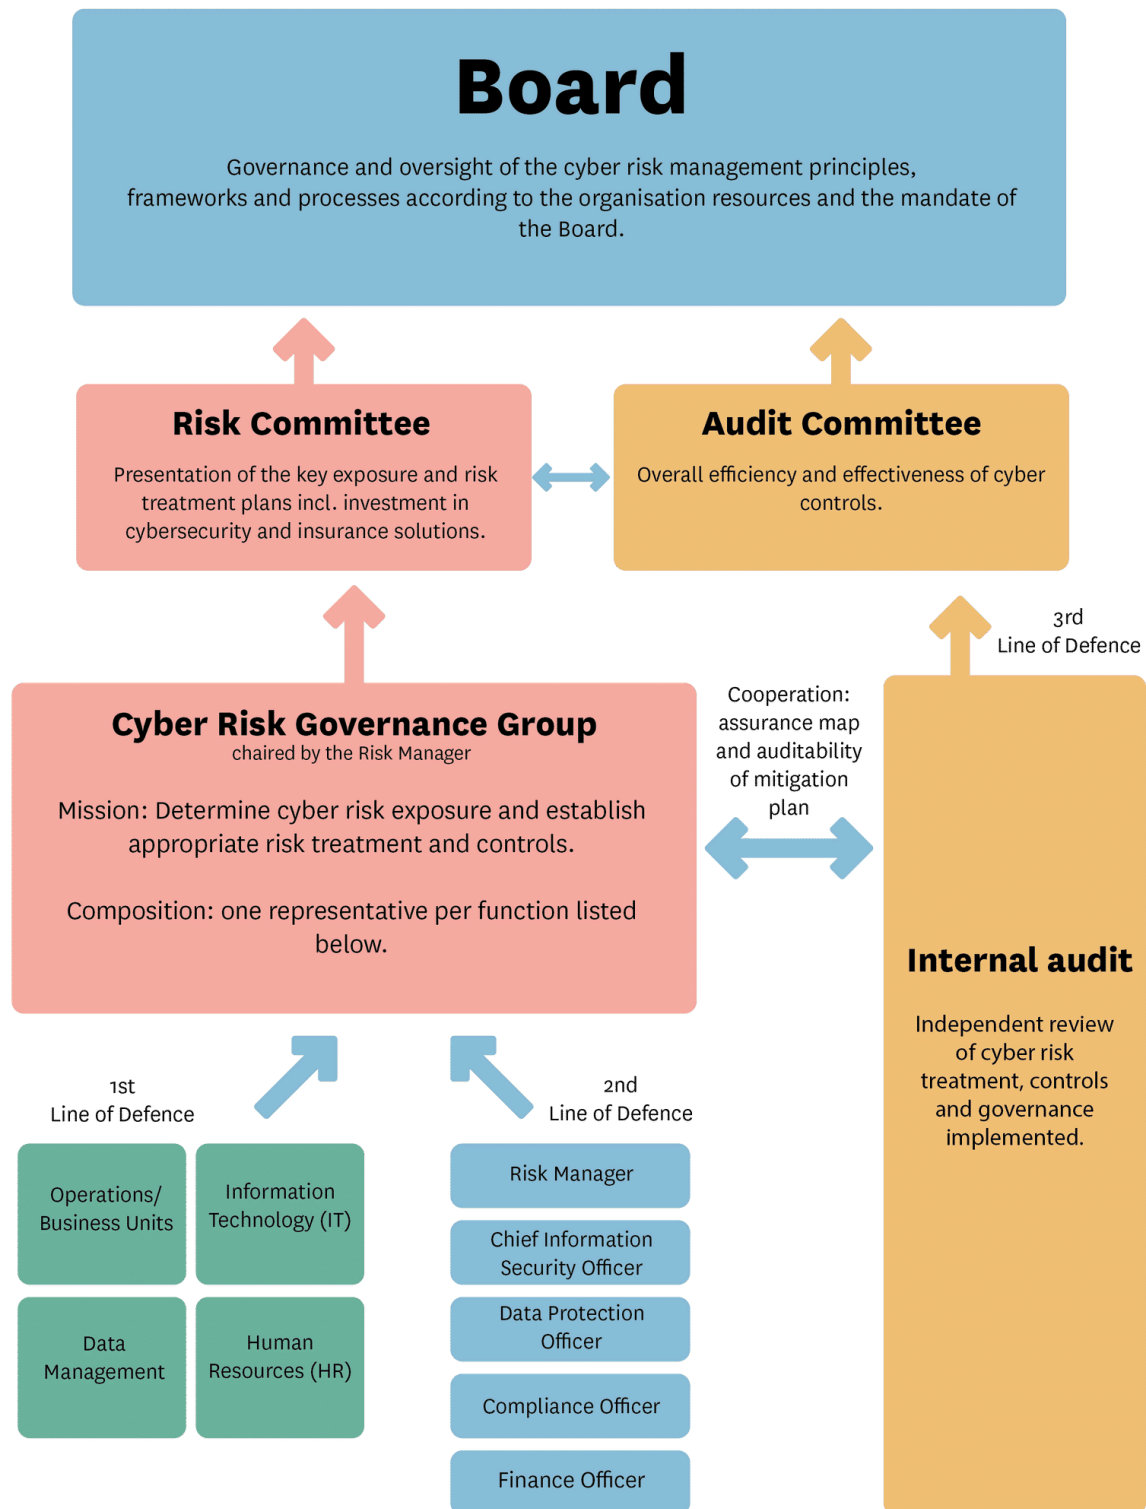 Board
Governance and oversight of the cyber risk management principles,
frameworks and processes according to the organisation resources and the mandate of
the Board.
Risk Committee
Presentation of the key exposure and risk
treatment plans incl. investment in
cybersecurity and insurance solutions.
Audit Committee
Overall efficiency and effectiveness of cyber
controls.
3rd
Line of Defence
Cyber Risk Governance Group
chaired by the Risk Manager
Mission: Determine cyber risk exposure and establish
appropriate risk treatment and controls.
Composition: one representative per function listed
below.
Cooperation:
assurance map
and auditability
of mitigation
plan
Internal audit
Independent review
of cyber risk
treatment, controls
and governance
implemented.
1st
Line of Defence
Operations/
Business Units
Information
Technology (IT)
Data
Management
Human
Resources (HR)
2nd
Line of Defence
Risk Manager
Chief Information
Security Officer
Data Protection
Officer
Compliance Officer
Finance Officer